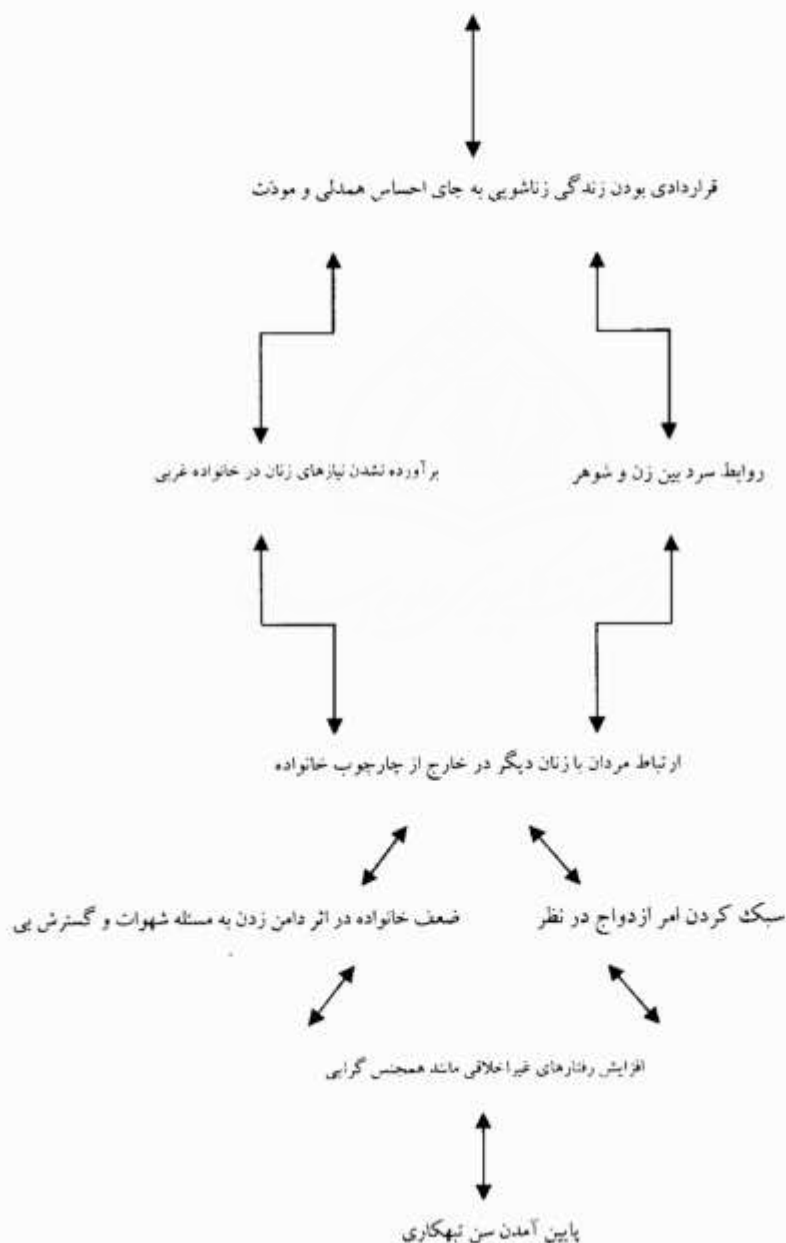 قراردادی بودن زندگی زناشویی به جای احساس همدلی و مودّت
روابط سرد بین زن و شوهر
برآورده نشدن نیازهای زنان در خانواده غربی
ارتباط مردان با زنان دیگر در خارج از چارچوب خانواده
سبک کردن امر ازدواج در نظر
ضعف خانواده در اثر دامن زدن به مسئله شهوات و گسترش بی
افزایش رفتارهای غیراخلاقی مانند همجنس گرایی
پایین آمدن سن تبهکاری